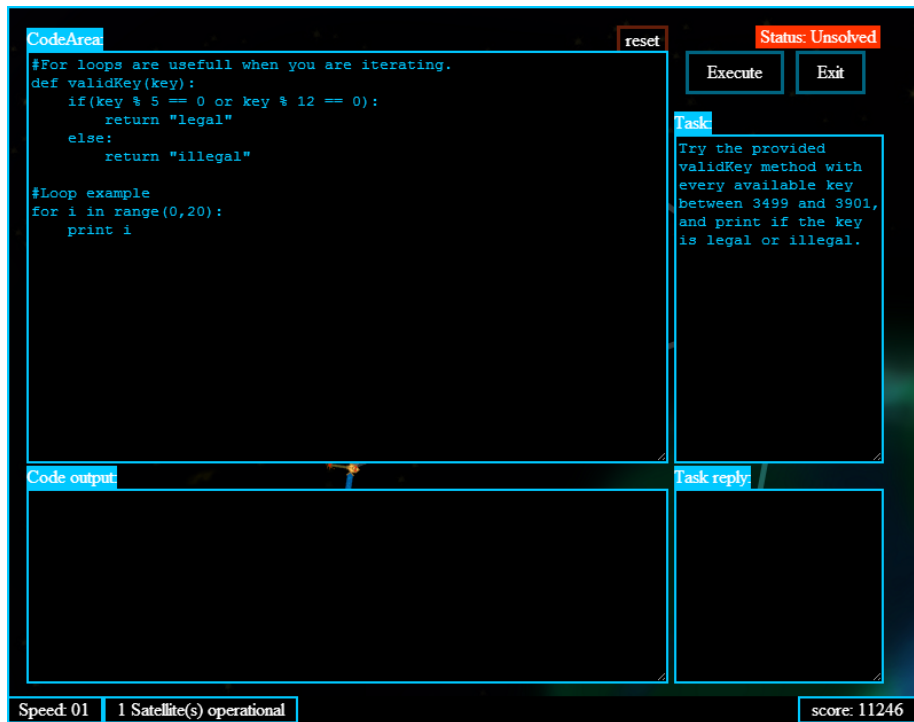 CodeArea:
reset
Status: Unsolved
Execute
Exit
#For loops are usefull when you are iterating.
def validKey(key):
    if(key % 5 == 0 or key % 12 == 0):
        return "legal"
    else:
        return "illegal"
#Loop example
for i in range(0,20):
    print i
Task:
Try the provided
validKey method with
every available key
between 3499 and 3901,
and print if the key
is legal or illegal.
Code output:
Task reply:
Speed: 01
1 Satellite(s) operational
score: 11246